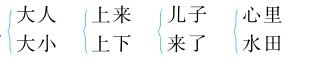 大人 上来 儿子 心里
大小 上下 来了 水田